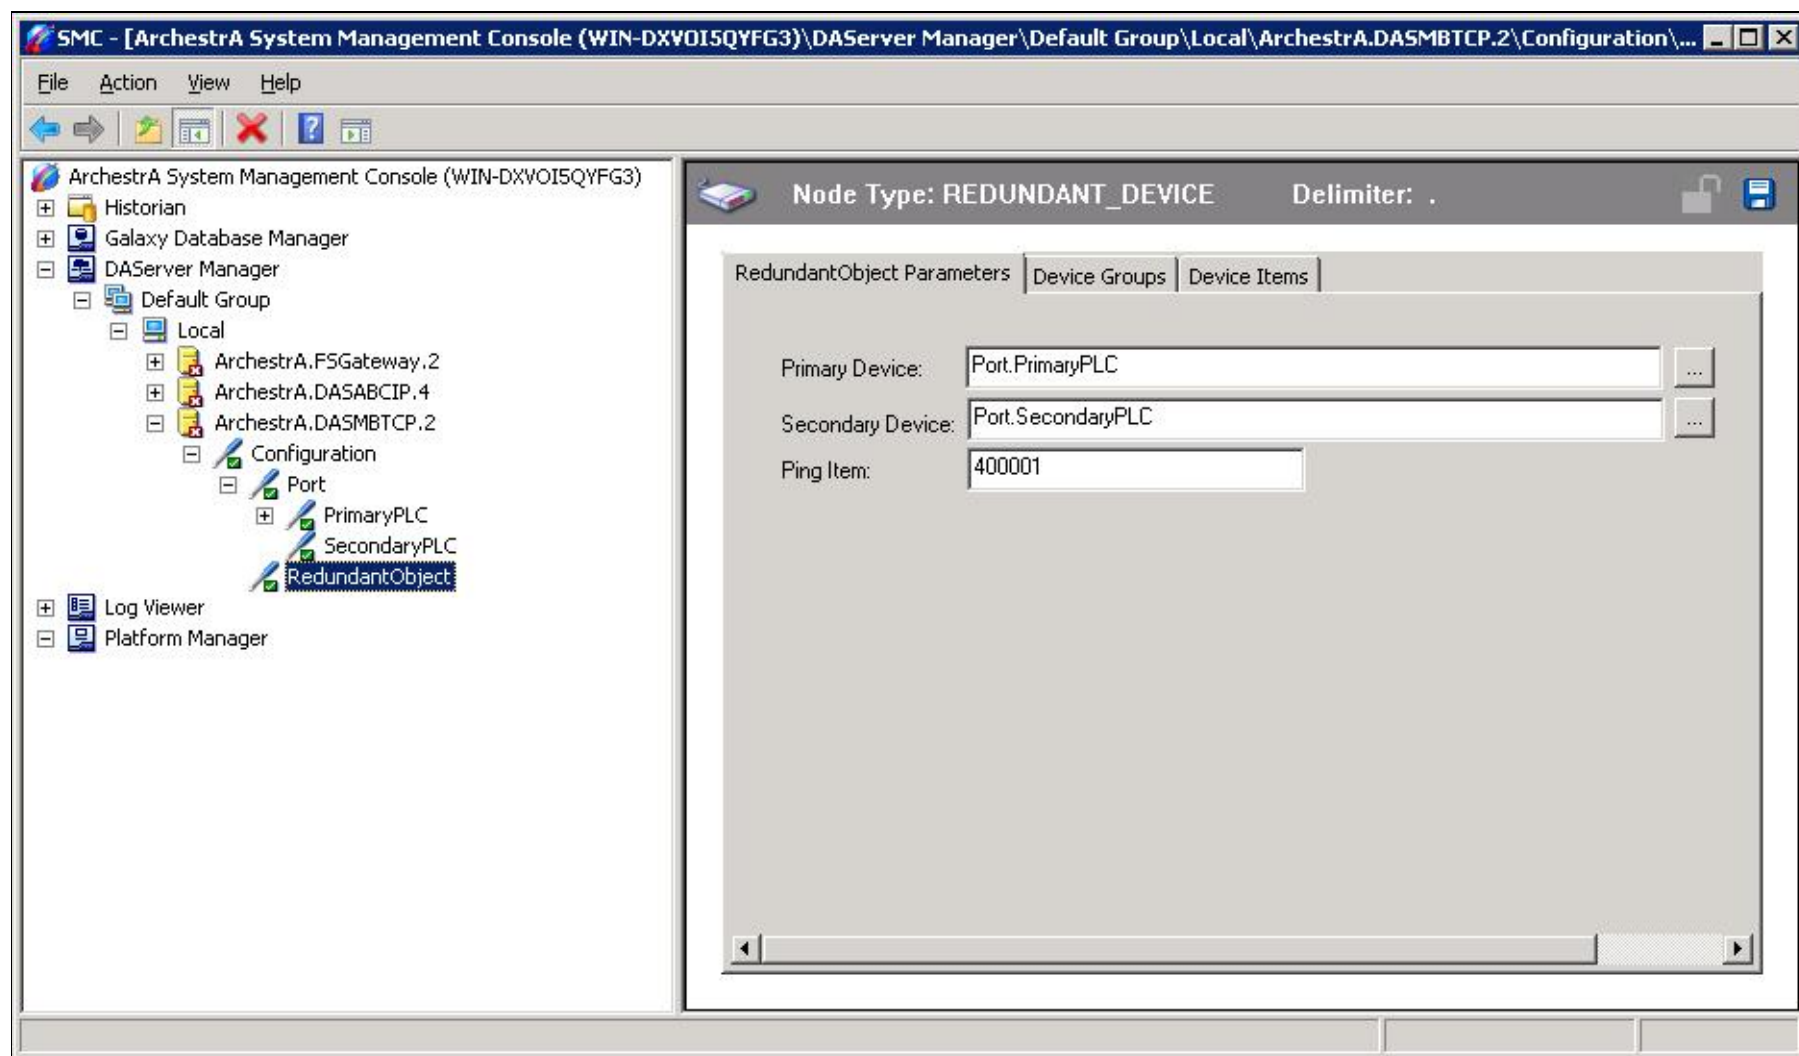 SMC - [ArchestrA System Management Console (WIN-DXVOI5QYFG3)\DAServer Manager\Default Group\Local\ArchestrA.DASMBTCP.2\Configuration\...
File Action View Help
ArchestrA System Management Console (WIN-DXVOI5QYFG3)
Historian
Galaxy Database Manager
DAServer Manager
Default Group
Local
ArchestrA.FSGateway.2
ArchestrA.DASABCIP.4
ArchestrA.DASMBTCP.2
Configuration
Port
PrimaryPLC
SecondaryPLC
RedundantObject
Log Viewer
Platform Manager
Node Type: REDUNDANT_DEVICE Delimiter: .
RedundantObject Parameters Device Groups Device Items
Primary Device: Port.PrimaryPLC ...
Secondary Device: Port.SecondaryPLC ...
Ping Item: 400001